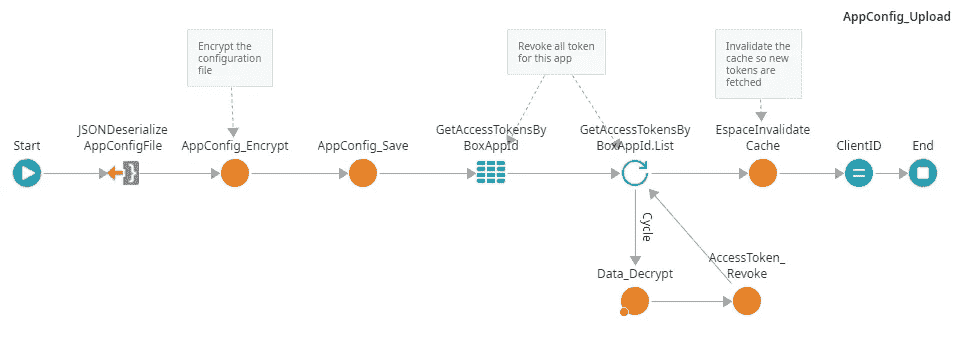 AppConfig_Upload
Encrypt the
configuration
file
Revoke all token
for this app
Invalidate the
cache so new
tokens are
fetched
Start
JSONDeserialize
AppConfigFile
AppConfig_Encrypt
AppConfig_Save
GetAccessTokensBy
BoxAppId
GetAccessTokensBy
BoxAppId.List
EspaceInvalidate
Cache
ClientID
End
Cycle
Data_Decrypt
AccessToken_
Revoke